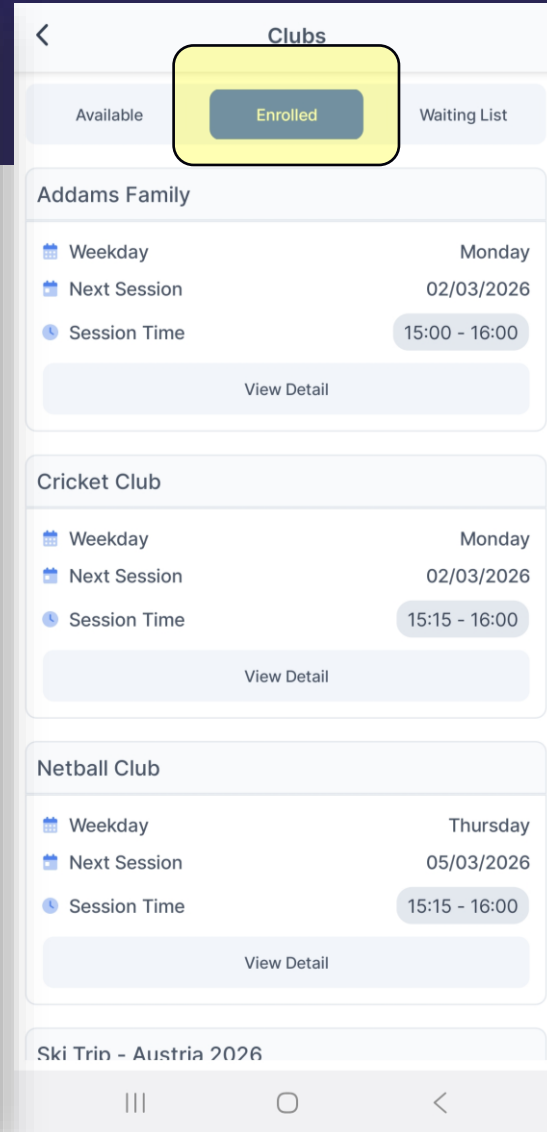 Clubs
Available Enrolled Waiting List
Addams Family
Weekday Monday
Next Session 02/03/2026
Session Time 15:00 - 16:00
View Detail
Cricket Club
Weekday Monday
Next Session 02/03/2026
Session Time 15:15 - 16:00
View Detail
Netball Club
Weekday Thursday
Next Session 05/03/2026
Session Time 15:15 - 16:00
View Detail
Ski Trip - Austria 2026